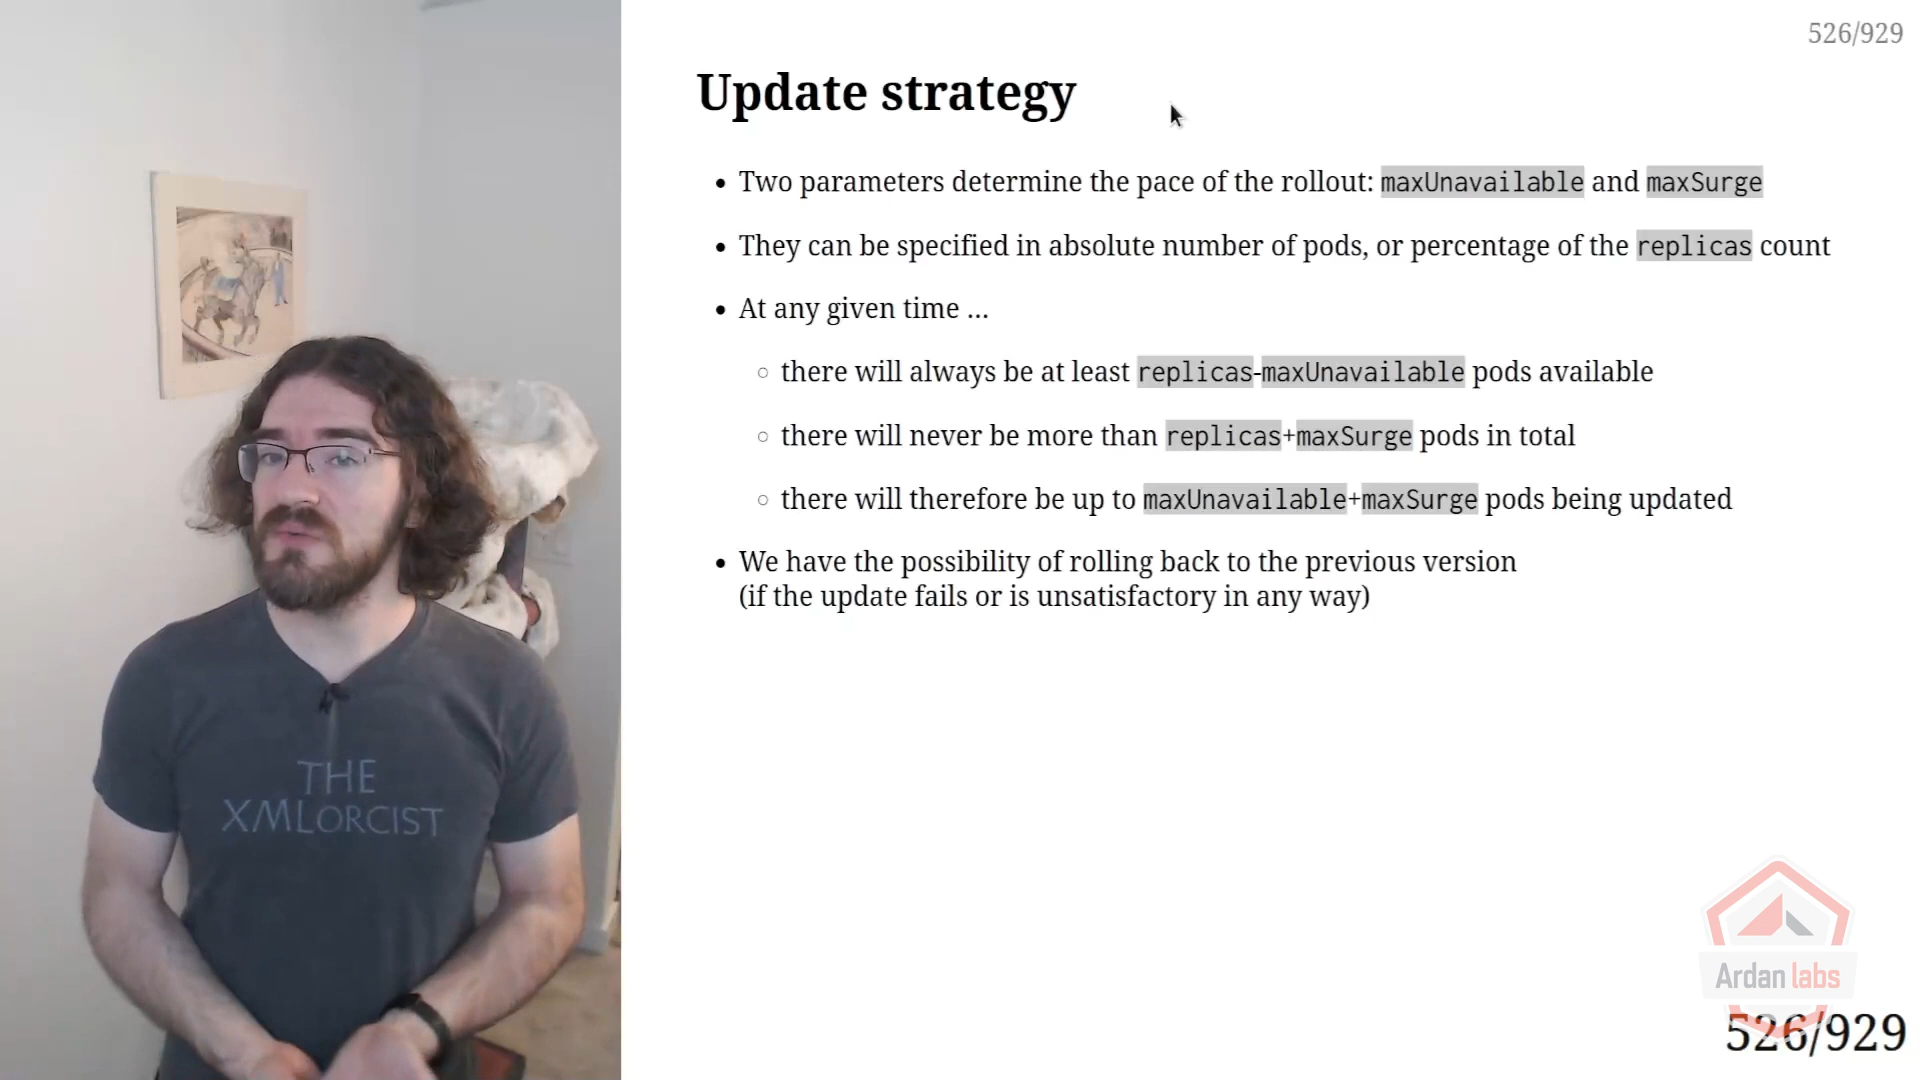 526/929
Update strategy
• Two parameters determine the pace of the rollout: maxUnavailable and maxSurge
• They can be specified in absolute number of pods, or percentage of the replicas count
• At any given time ...
○ there will always be at least replicas-maxUnavailable pods available
○ there will never be more than replicas+maxSurge pods in total
○ there will therefore be up to maxUnavailable+maxSurge pods being updated
• We have the possibility of rolling back to the previous version
(if the update fails or is unsatisfactory in any way)
THE
XMLORCIST
Ardan labs
526/929